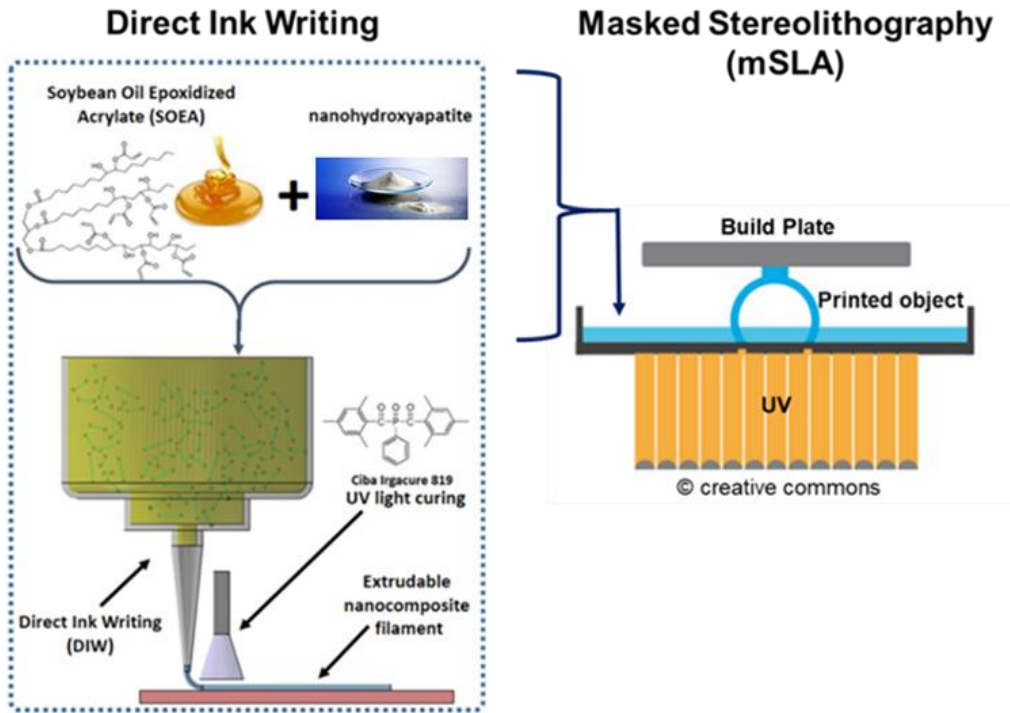 Direct Ink Writing
Soybean Oil Epoxidized
Acrylate (SOEA)
nanohydroxyapatite
+
Ciba Irgacure 819
UV light curing
Direct Ink Writing
(DIW)
Extrudable
nanocomposite
filament
Masked Stereolithography
(mSLA)
Build Plate
Printed object
UV
© creative commons